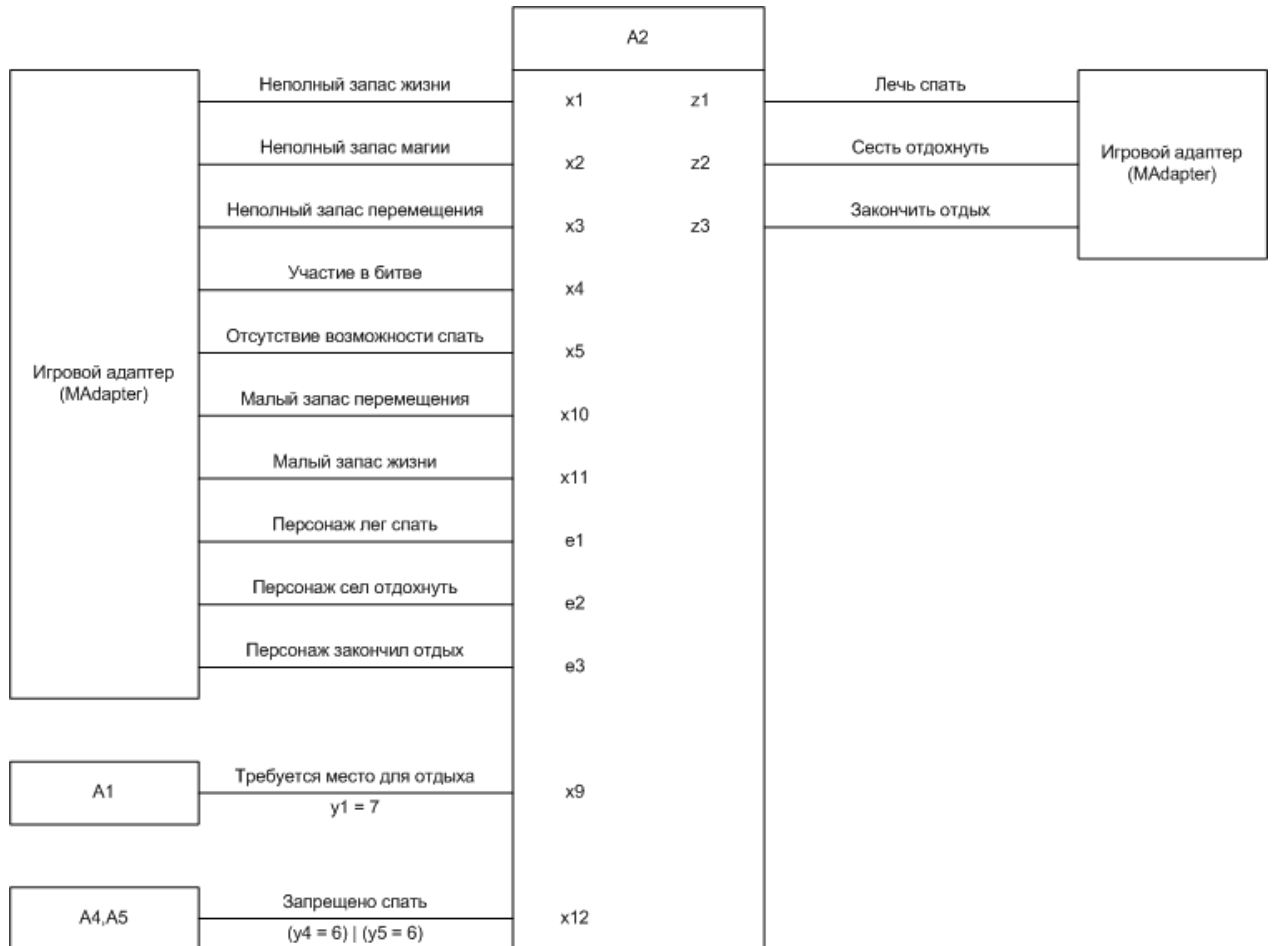 A2
Неполный запас жизни
x1
z1
Лечь спать
Неполный запас магии
x2
z2
Сесть отдохнуть
Игровой адаптер
(MAdapter)
Неполный запас перемещения
x3
z3
Закончить отдых
Участие в битве
x4
Отсутствие возможности спать
x5
Игровой адаптер
(MAdapter)
Малый запас перемещения
x10
Малый запас жизни
x11
Персонаж лег спать
e1
Персонаж сел отдохнуть
e2
Персонаж закончил отдых
e3
A1
Требуется место для отдыха
y1 = 7
x9
A4,A5
Запрещено спать
(y4 = 6) | (y5 = 6)
x12